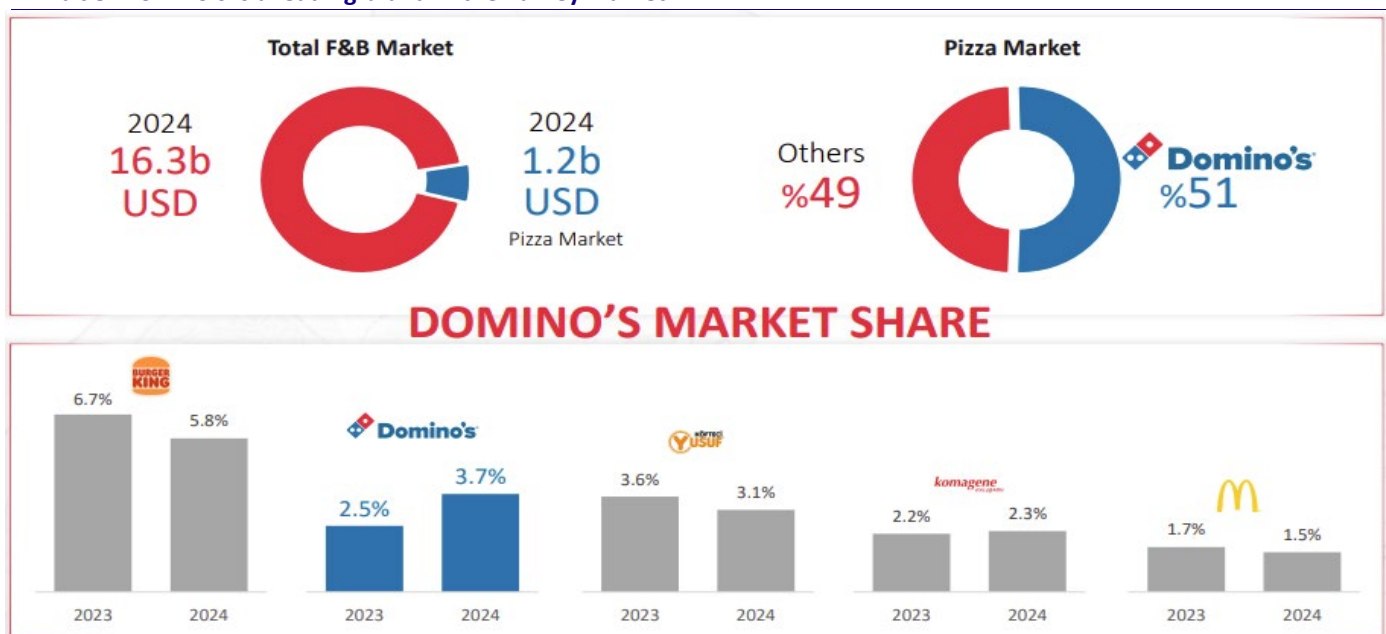 Total F&B Market
2024
16.3b
USD
2024
1.2b
USD
Pizza Market
Pizza Market
Others
%49
Domino's
%51
DOMINO'S MARKET SHARE
BURGER
KING
6.7%
5.8%
2023
2024
Domino's
2.5%
3.7%
2023
2024
KÖFTECİ
YUSUF
3.6%
3.1%
2023
2024
komagene
2.2%
2.3%
2023
2024
1.7%
1.5%
2023
2024